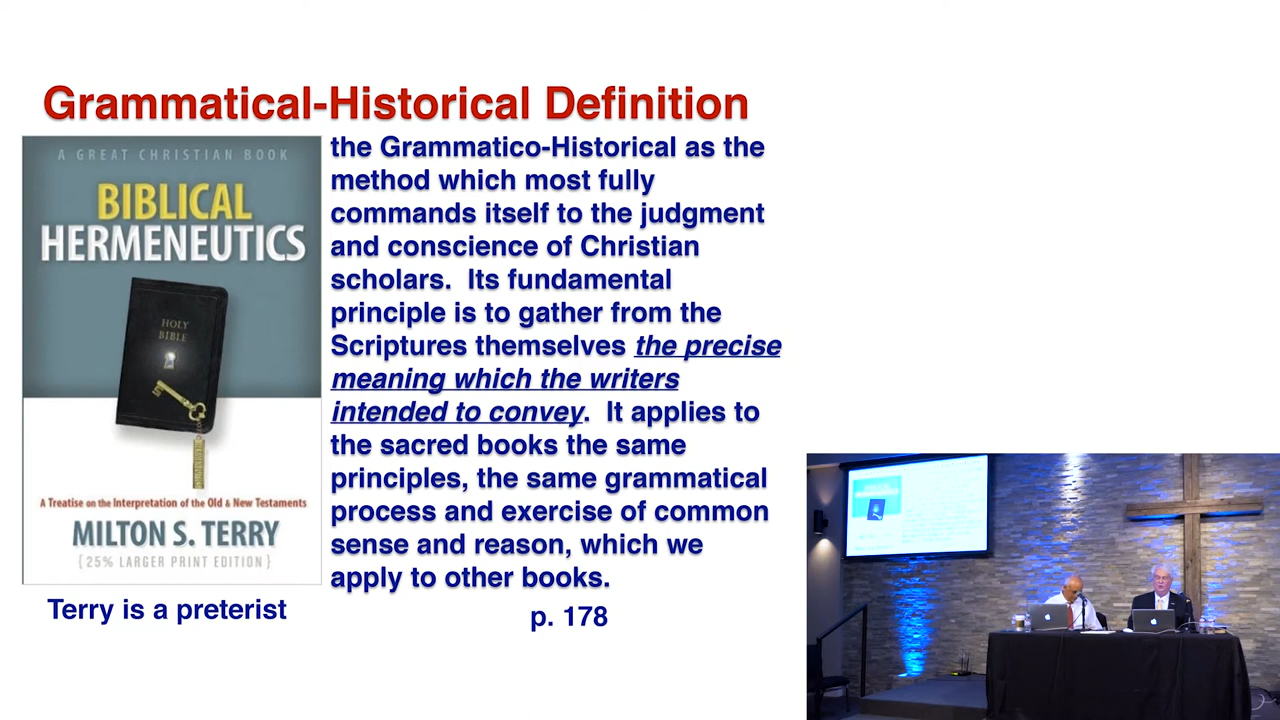 Grammatical-Historical Definition
A GREAT CHRISTIAN BOOK
BIBLICAL
HERMENEUTICS
HOLY
BIBLE
A Treatise on the Interpretation of the Old & New Testaments
MILTON S. TERRY
{25% LARGER PRINT EDITION}
Terry is a preterist
the Grammatico-Historical as the
method which most fully
commands itself to the judgment
and conscience of Christian
scholars.  Its fundamental
principle is to gather from the
Scriptures themselves the precise
meaning which the writers
intended to convey.  It applies to
the sacred books the same
principles, the same grammatical
process and exercise of common
sense and reason, which we
apply to other books.
p. 178